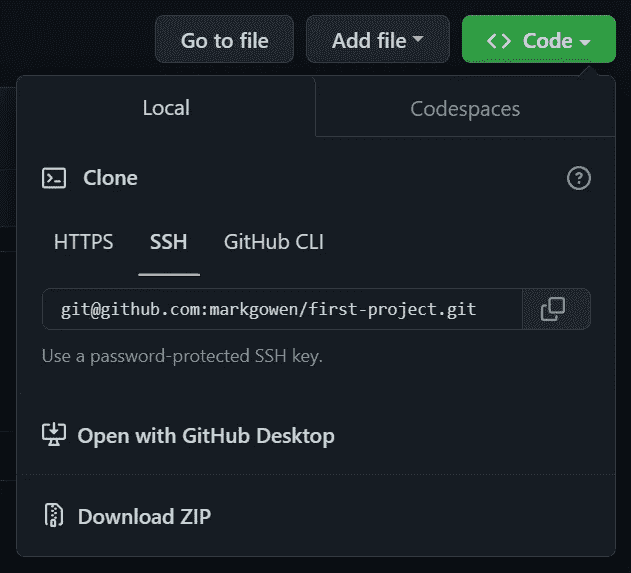 Go to file Add file <> Code
Local Codespaces
Clone
HTTPS SSH GitHub CLI
git@github.com:markgowen/first-project.git
Use a password-protected SSH key.
Open with GitHub Desktop
Download ZIP